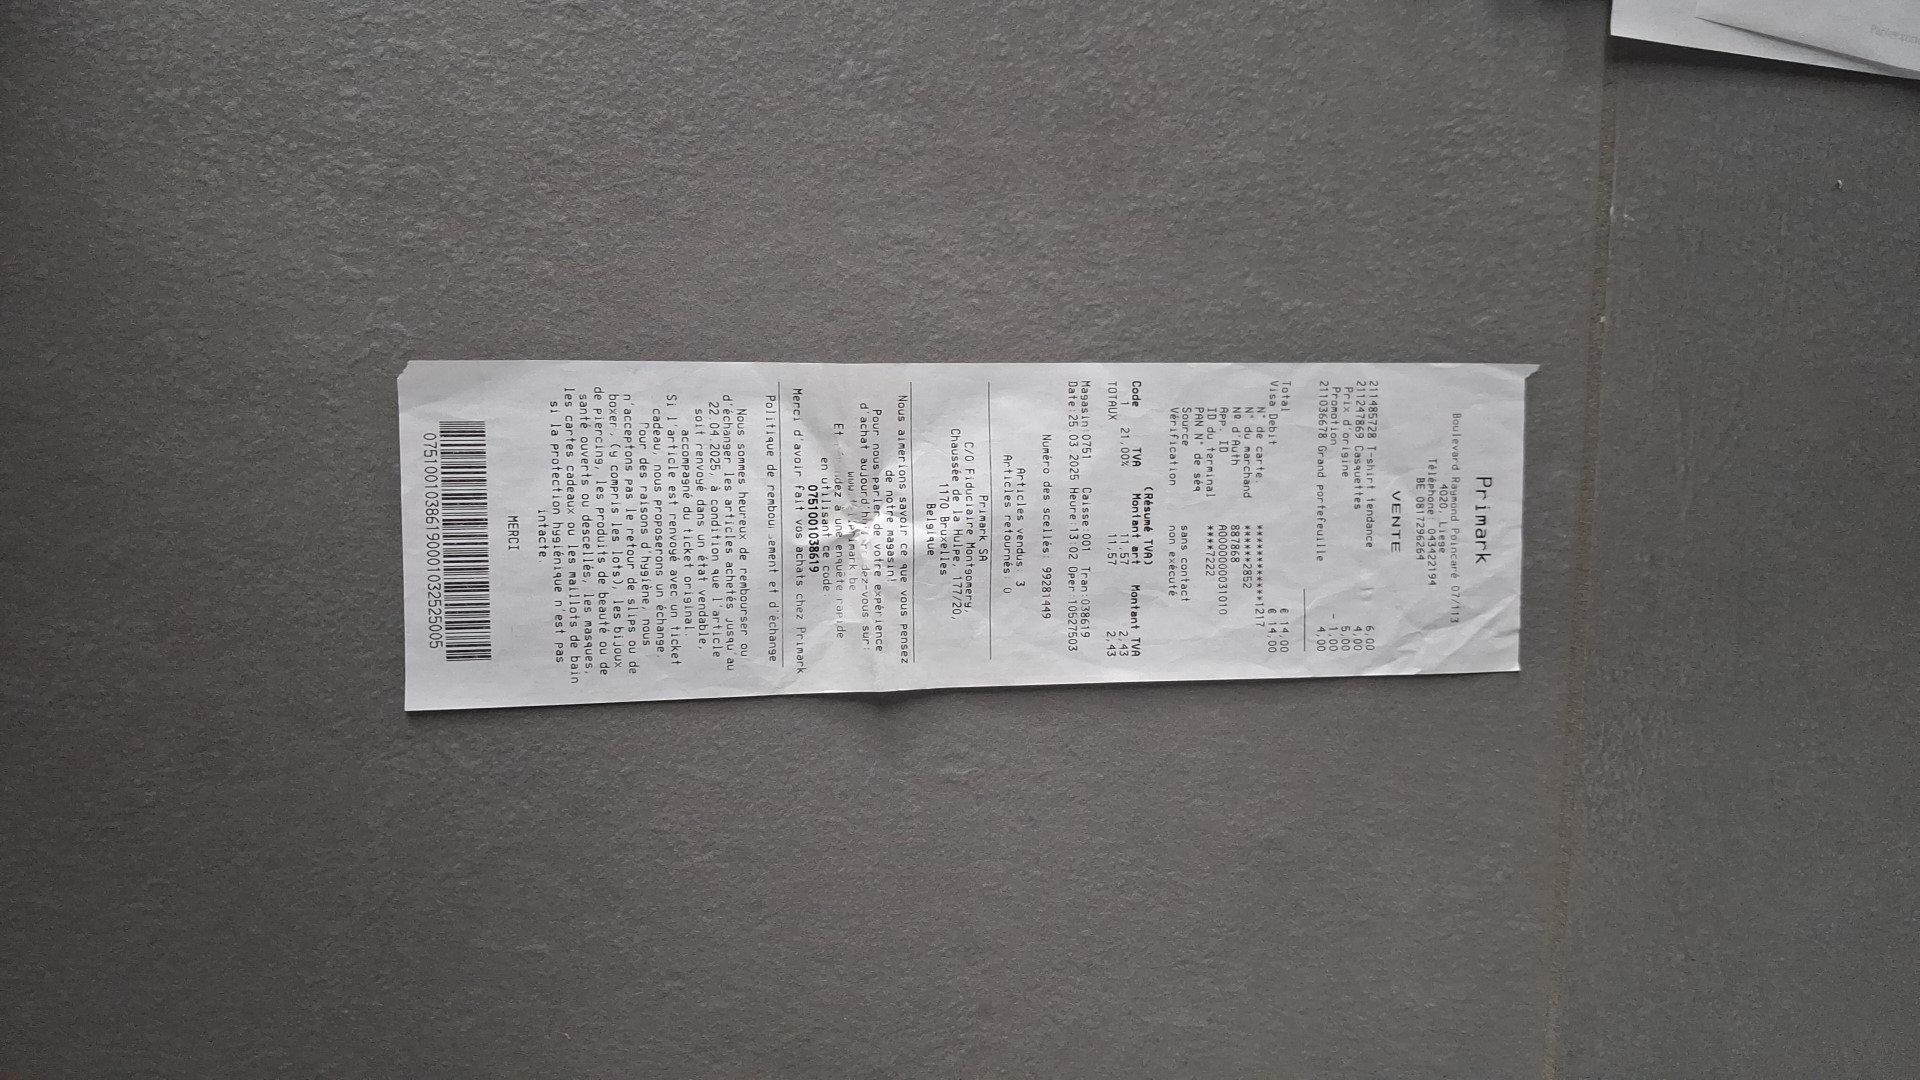 Primark
Boulevard Raymond Poincaré 07/113
4020, Liege
Téléphone : 043422194
BE 0817296264
VENTE
211485728 T-shirt tendance 6,00
211247869 Casquettes 4,00
Prix d'origine 5,00
Promotion - 1,00
211036678 Grand portefeuille 4,00
Total € 14,00
Visa Debit € 14,00
N° de carte. ************1217
N° du marchand ******2852
Nº d'Auth 887868
App. ID A0000000031010
ID du terminal ****7222
PAN N° de séq
Source sans contact
Vérification non exécuté
(Résumé TVA)
Code TVA Montant art Montant TVA
1 21,00% 11,57 2,43
TOTAUX 11,57 2,43
Magasin:0751 Caisse:001 Tran:038619
Date:25.03.2025 Heure:13:02 Oper:10527503
Numéro des scellés: 99281449
Articles vendus: 3
Articles retournés: 0
Primark SA
C/O Fiduciaire Montgomery,
Chaussée de la Hulpe, 177/20,
1170 Bruxelles
Belgique
Nous aimerions savoir ce que vous pensez
de notre magasin!
Pour nous parler de votre expérience
d'achat aujourd'hui, rendez-vous sur:
Et à une enquête rapide
en utilisant ce code
0751001038619
Merci d'avoir fait vos achats chez Primark
Politique de remboursement et d'échange
Nous sommes heureux de rembourser ou
d'échanger les articles achetés jusqu'au
22.04.2025, à condition que l'article
soit renvoyé dans un état vendable,
accompagné du ticket original.
Si l'article est renvoyé avec un ticket
cadeau, nous proposerons un échange.
Pour des raisons d'hygiène, nous
n'acceptons pas le retour de slips ou de
boxer, (y compris les lots), les bijoux
de piercing, les produits de beauté ou de
santé ouverts ou descellés, les masques,
les cartes cadeaux ou les maillots de bain
si la protection hygiénique n'est pas
intacte.
MERCI
07510010386190001032525005